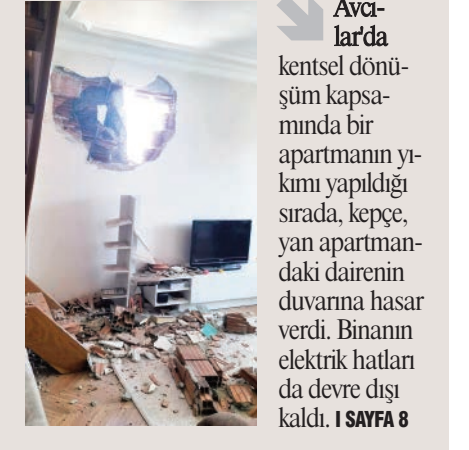 Avcı-
lar'da
kentsel dönü-
şüm kapsa-
mında bir
apartmanın yı-
kımı yapıldığı
sırada, kepçe,
yan apartman-
daki dairenin
duvarına hasar
verdi. Binanın
elektrik hatları
da devre dışı
kaldı. I SAYFA 8